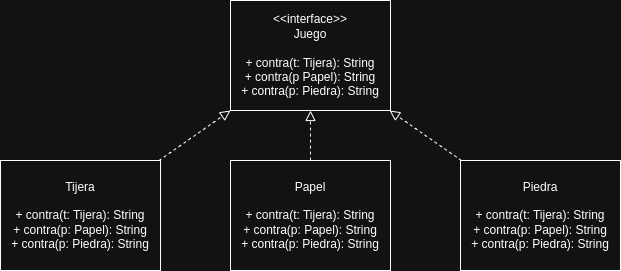 <<interface>>
Juego
+ contra(t: Tijera): String
+ contra(p Papel): String
+ contra(p: Piedra): String
Tijera
+ contra(t: Tijera): String
+ contra(p: Papel): String
+ contra(p: Piedra): String
Papel
+ contra(t: Tijera): String
+ contra(p: Papel): String
+ contra(p: Piedra): String
Piedra
+ contra(t: Tijera): String
+ contra(p: Papel): String
+ contra(p: Piedra): String